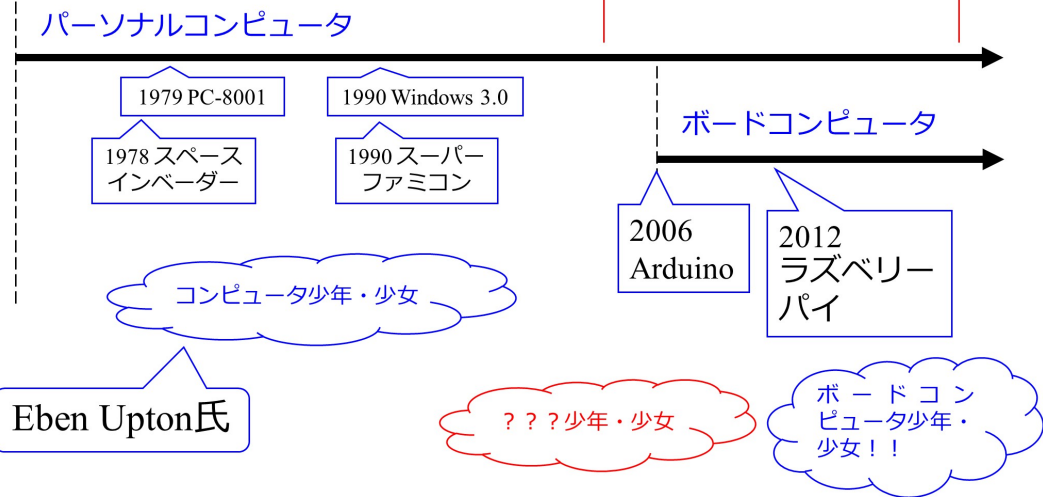 パーソナルコンピュータ
1979 PC-8001
1990 Windows 3.0
1978 スペース
インベーダー
1990 スーパー
ファミコン
ボードコンピュータ
2006
Arduino
2012
ラズベリー
パイ
コンピュータ少年・少女
Eben Upton氏
？？？少年・少女
ボードコン
ピュータ少年・
少女！！